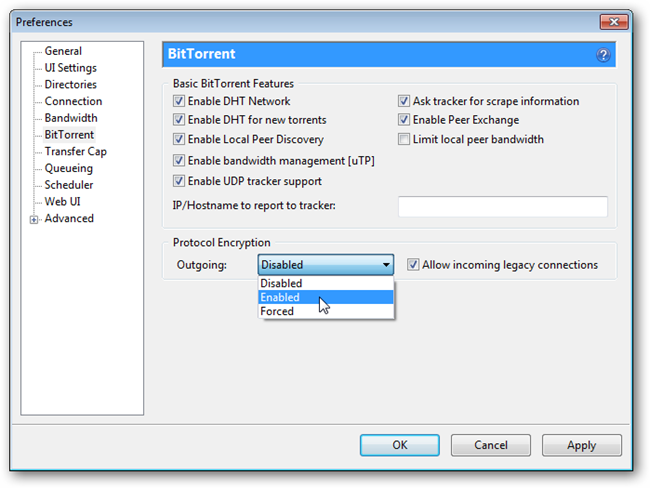 Preferences
General
UI Settings
Directories
Connection
Bandwidth
BitTorrent
Transfer Cap
Queueing
Scheduler
Web UI
Advanced
BitTorrent
?
Basic BitTorrent Features
Enable DHT Network
Ask tracker for scrape information
Enable DHT for new torrents
Enable Peer Exchange
Enable Local Peer Discovery
Limit local peer bandwidth
Enable bandwidth management [uTP]
Enable UDP tracker support
IP/Hostname to report to tracker:
Protocol Encryption
Outgoing:
Disabled
Allow incoming legacy connections
Disabled
Enabled
Forced
OK
Cancel
Apply